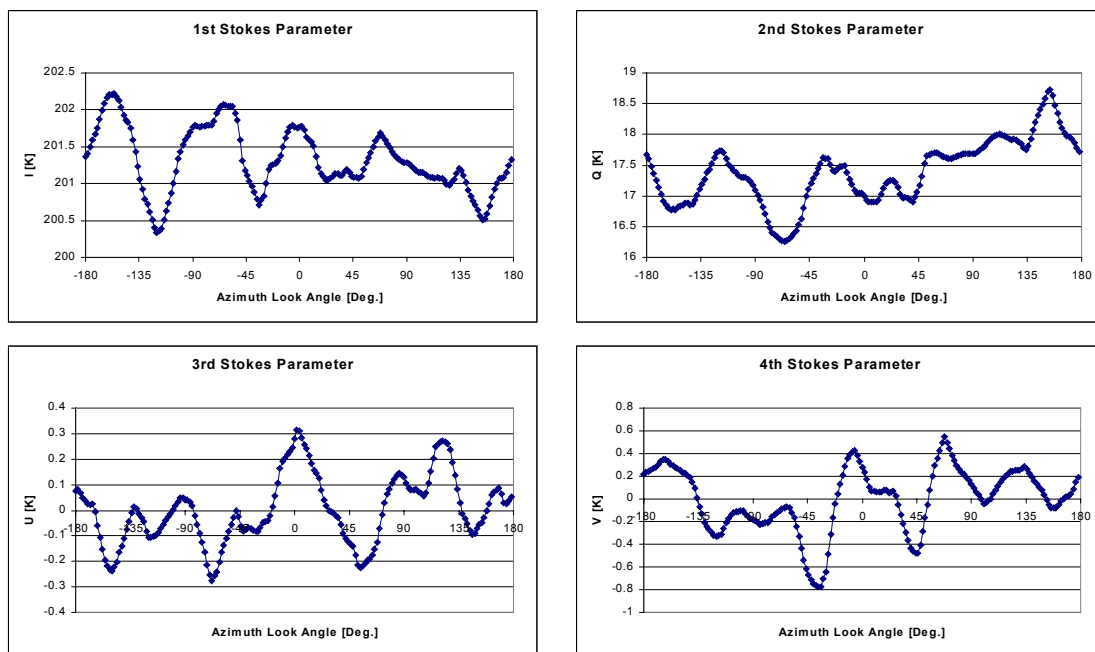 1st Stokes Parameter
202.5
202
201.5
201
200.5
200
I [K]
-180 -135 -90 -45 0 45 90 135 180
Azimuth Look Angle [Deg.]
2nd Stokes Parameter
19
18.5
18
17.5
17
16.5
16
Q [K]
-180 -135 -90 -45 0 45 90 135 180
Azimuth Look Angle [Deg.]
3rd Stokes Parameter
0.4
0.3
0.2
0.1
0
-0.1
-0.2
-0.3
-0.4
U [K]
-180 -135 -90 -45 0 45 90 135 180
Azimuth Look Angle [Deg.]
4th Stokes Parameter
0.8
0.6
0.4
0.2
0
-0.2
-0.4
-0.6
-0.8
-1
V [K]
-180 -135 -90 -45 0 45 90 135 180
Azimuth Look Angle [Deg.]